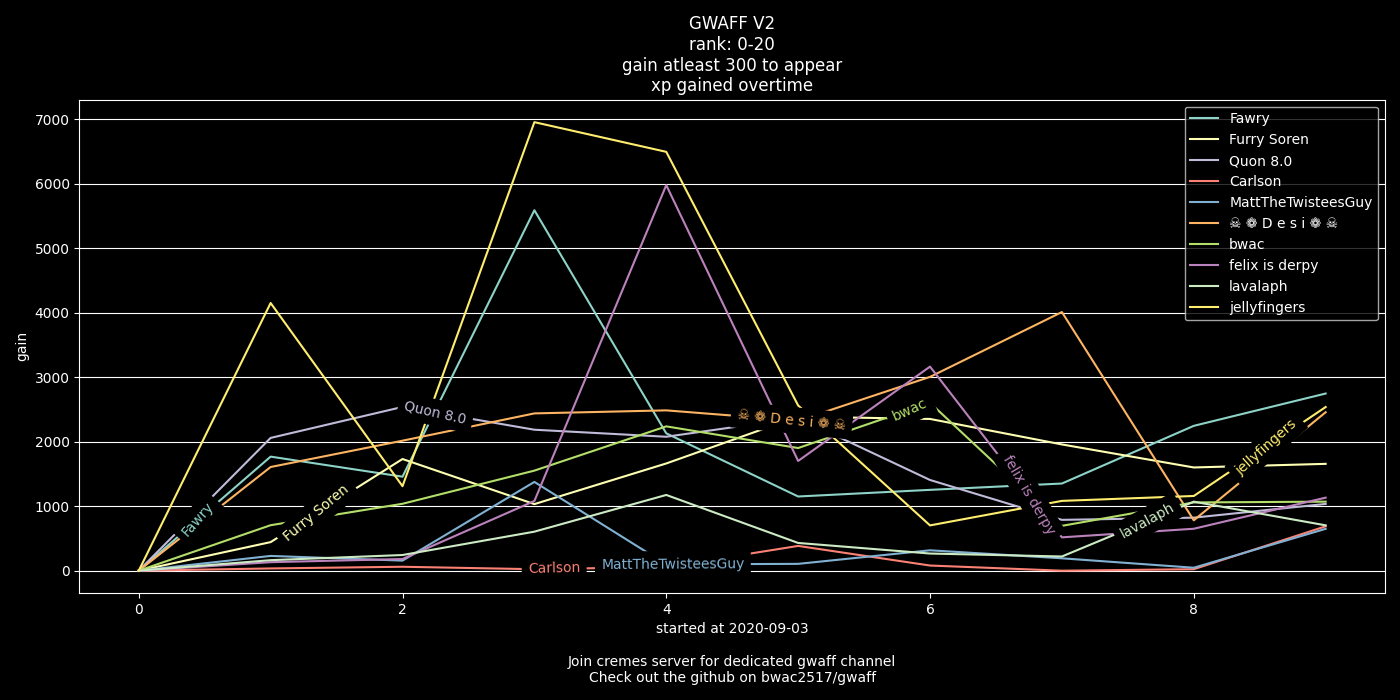 GWAFF V2
rank: 0-20
gain atleast 300 to appear
xp gained overtime
7000
6000
5000
4000
3000
2000
1000
0
gain
Fawry
Furry Soren
Quon 8.0
Carlson
MattTheTwisteesGuy
☠ ❁ D e s i ❁ ☠
bwac
felix is derpy
lavalaph
jellyfingers
Fawry
Furry Soren
Quon 8.0
Carlson
MattTheTwisteesGuy
☠ ❁ D e s i ❁ ☠
bwac
felix is derpy
lavalaph
jellyfingers
0 2 4 6 8
started at 2020-09-03
Join cremes server for dedicated gwaff channel
Check out the github on bwac2517/gwaff